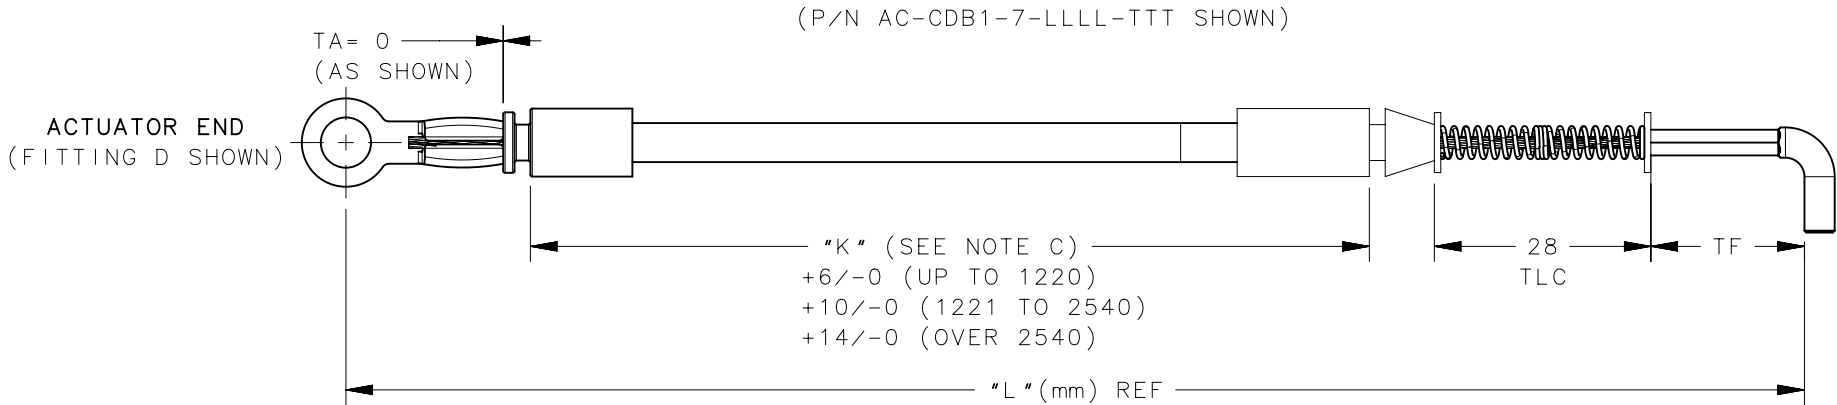 (P/N AC-CDB1-7-LLLL-TTT SHOWN)
TA= 0
(AS SHOWN)
ACTUATOR END
(FITTING D SHOWN)
"K" (SEE NOTE C)
+6/-0 (UP TO 1220)
+10/-0 (1221 TO 2540)
+14/-0 (OVER 2540)
28
TLC
TF
"L"(mm) REF